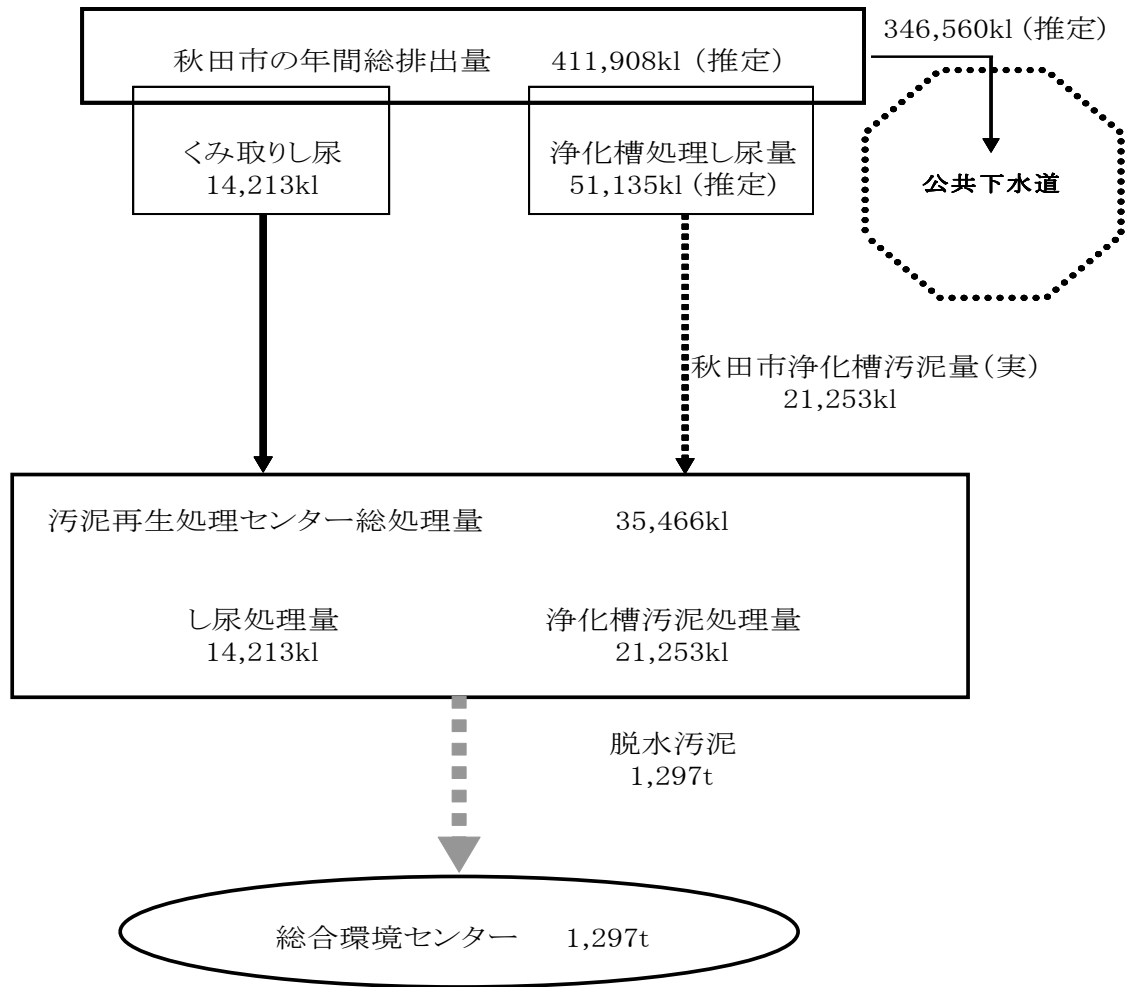 346,560kl (推定)
秋田市の年間総排出量 411,908kl (推定)
くみ取りし尿
14,213kl
浄化槽処理し尿量
51,135kl (推定)
公共下水道
秋田市浄化槽汚泥量(実)
21,253kl
汚泥再生処理センター総処理量 35,466kl
し尿処理量
14,213kl
浄化槽汚泥処理量
21,253kl
脱水汚泥
1,297t
総合環境センター 1,297t